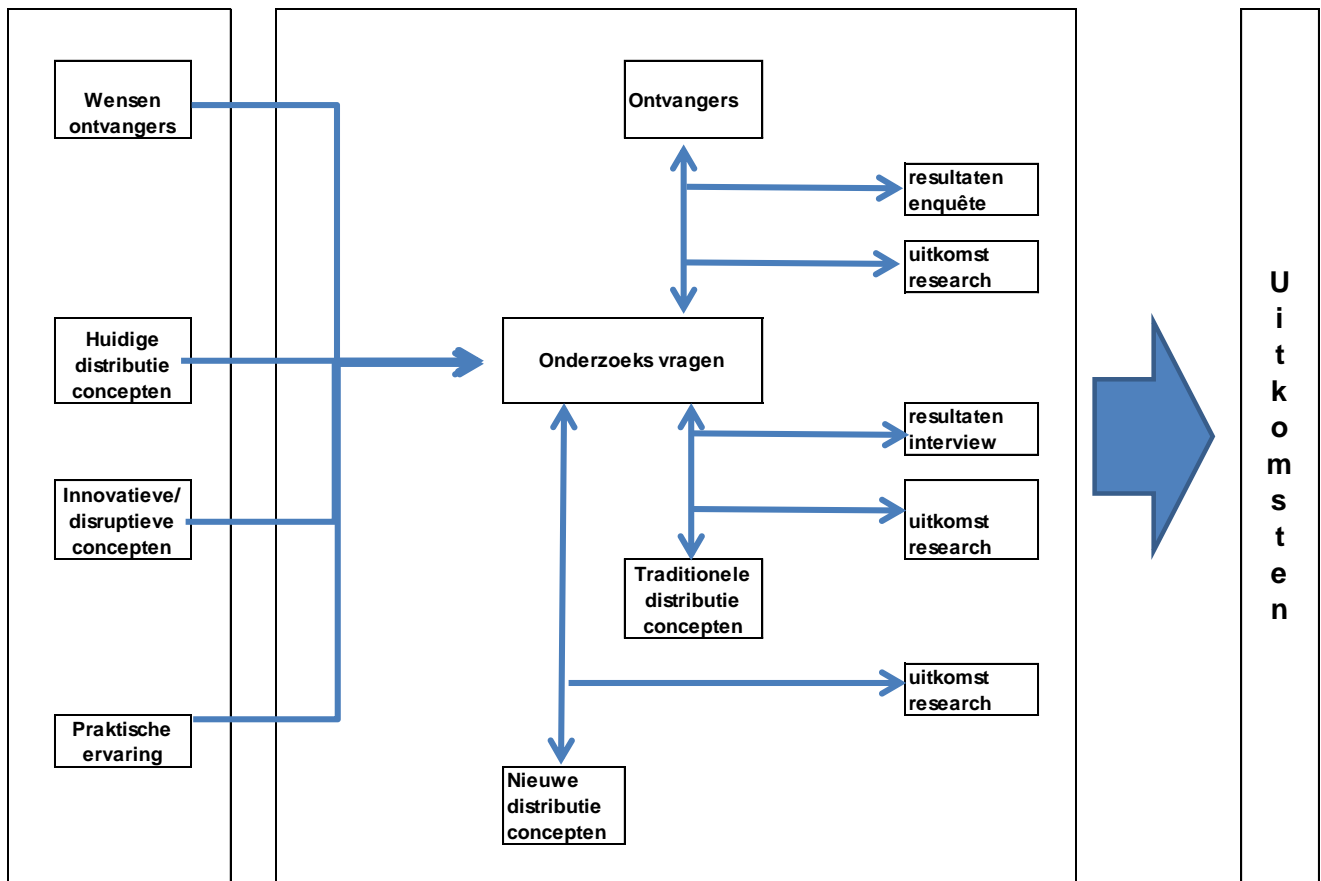 Wensen
ontvangers
Huidige
distributie
concepten
Innovatieve/
disruptieve
concepten
Praktische
ervaring
Ontvangers
resultaten
enquête
uitkomst
research
Onderzoeks vragen
resultaten
interview
uitkomst
research
Traditionele
distributie
concepten
uitkomst
research
Nieuwe
distributie
concepten
Uitkomsten